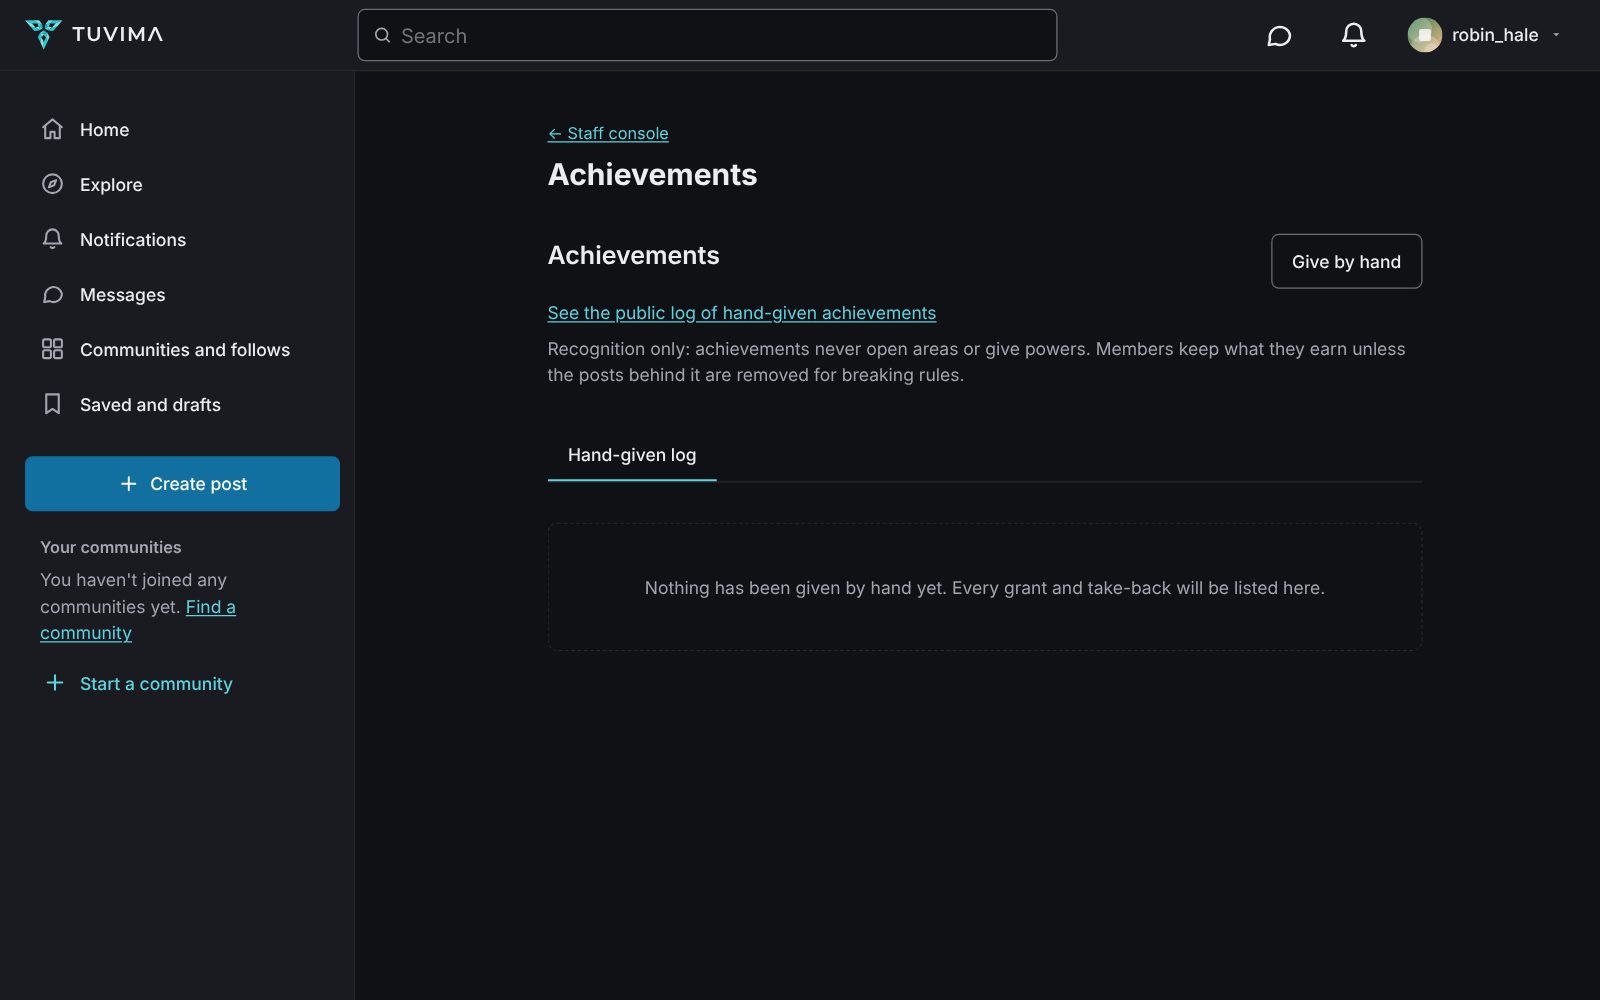 TUVIMA
Search
robin_hale
Home
Explore
Notifications
Messages
Communities and follows
Saved and drafts
Create post
Your communities
You haven't joined any
communities yet. Find a
community
Start a community
← Staff console
Achievements
Achievements
Give by hand
See the public log of hand-given achievements
Recognition only: achievements never open areas or give powers. Members keep what they earn unless
the posts behind it are removed for breaking rules.
Hand-given log
Nothing has been given by hand yet. Every grant and take-back will be listed here.